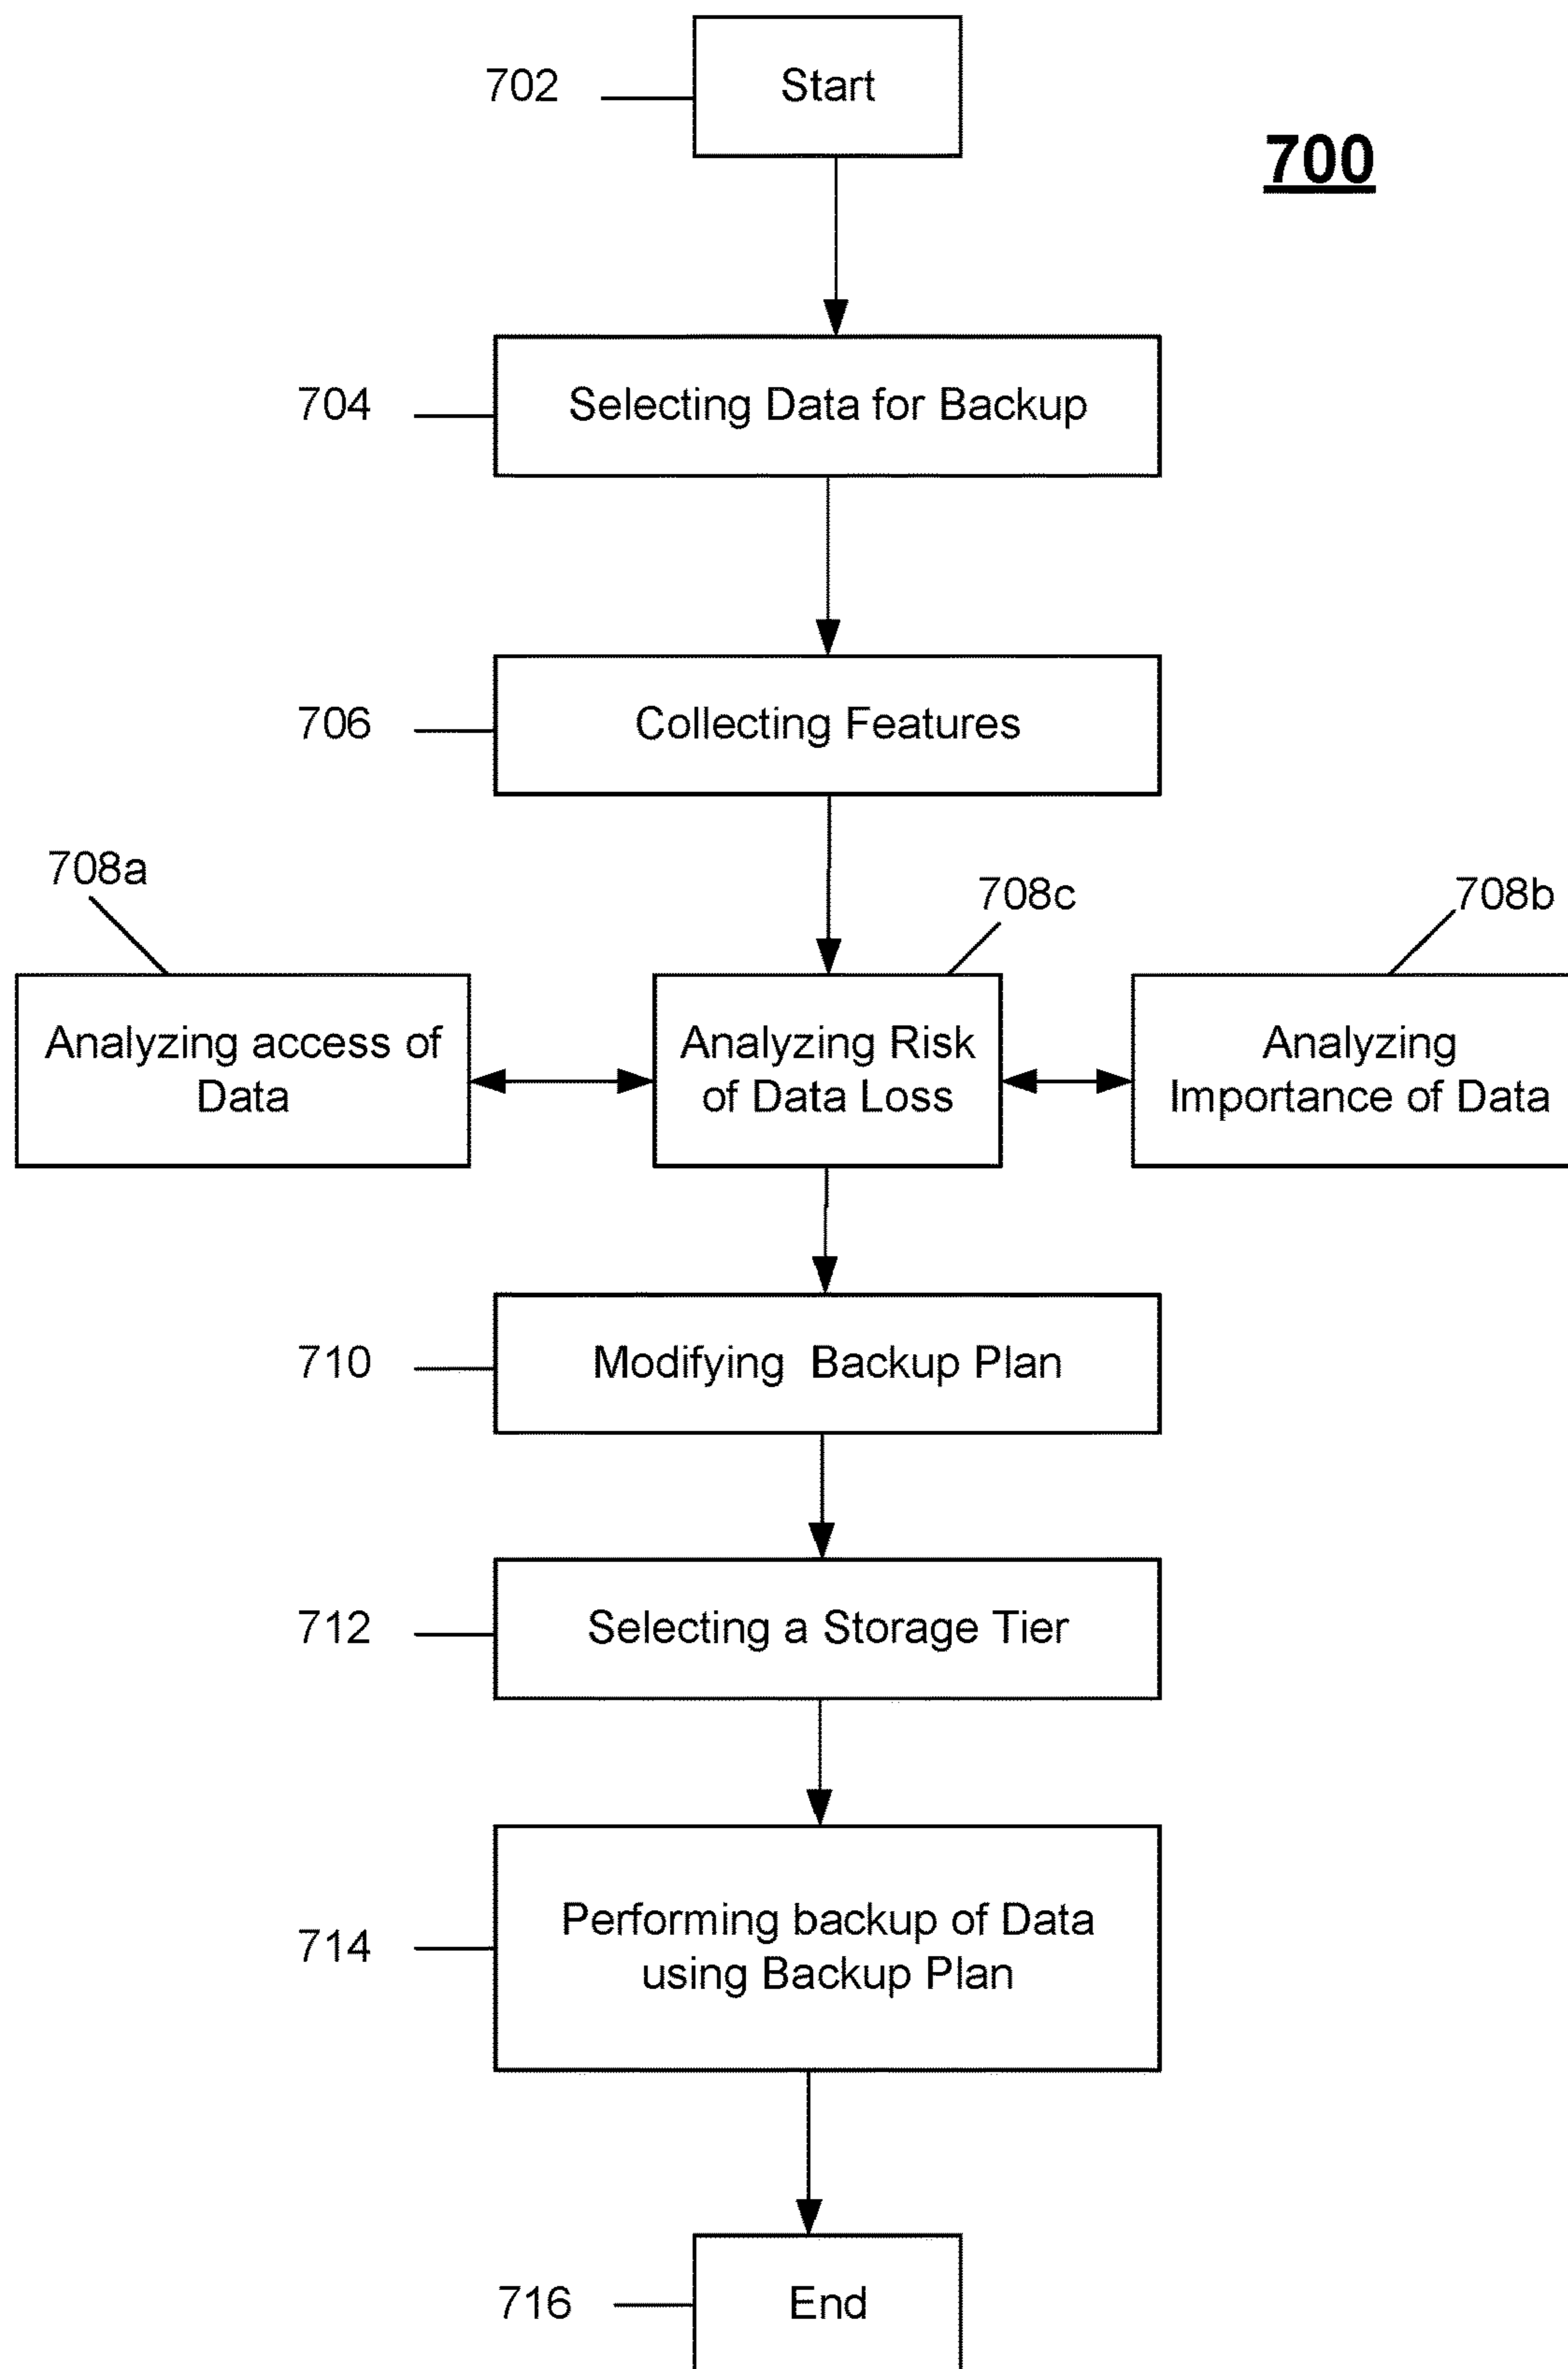 702
Start
700
704
Selecting Data for Backup
706
Collecting Features
708a
708c
708b
Analyzing access of
Data
Analyzing Risk
of Data Loss
Analyzing
Importance of Data
710
Modifying Backup Plan
712
Selecting a Storage Tier
714
Performing backup of Data
using Backup Plan
716
End